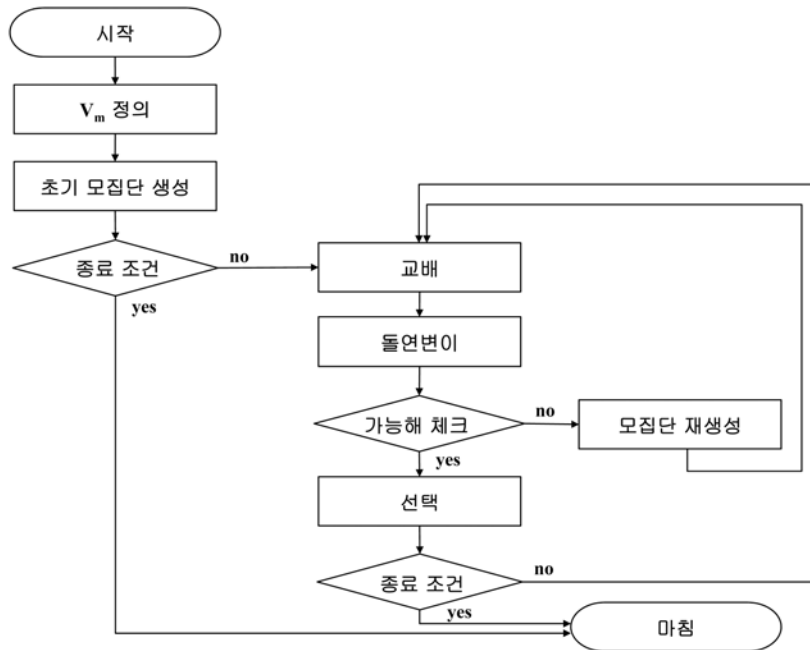 시작
V_m 정의
초기 모집단 생성
종료 조건
no
yes
교배
돌연변이
가능해 체크
no
모집단 재생성
yes
선택
종료 조건
no
yes
마침